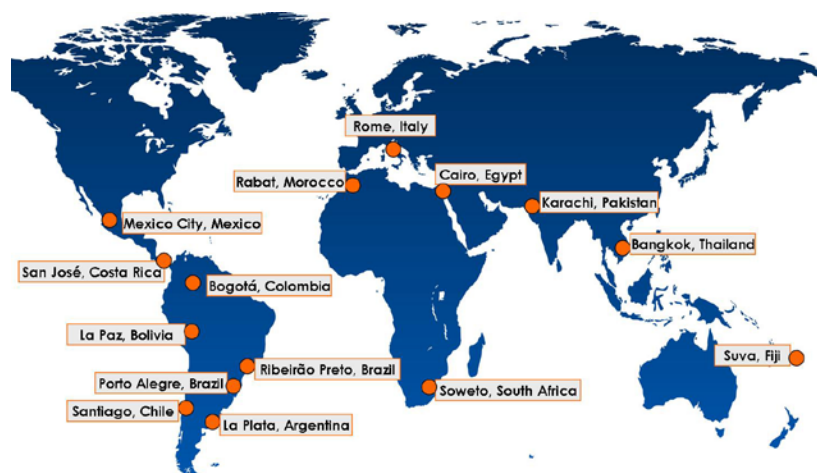 Rome, Italy
Cairo, Egypt
Rabat, Morocco
Karachi, Pakistan
Mexico City, Mexico
Bangkok, Thailand
San José, Costa Rica
Bogotá, Colombia
La Paz, Bolivia
Suva, Fiji
Ribeirão Preto, Brazil
Porto Alegre, Brazil
Soweto, South Africa
Santiago, Chile
La Plata, Argentina